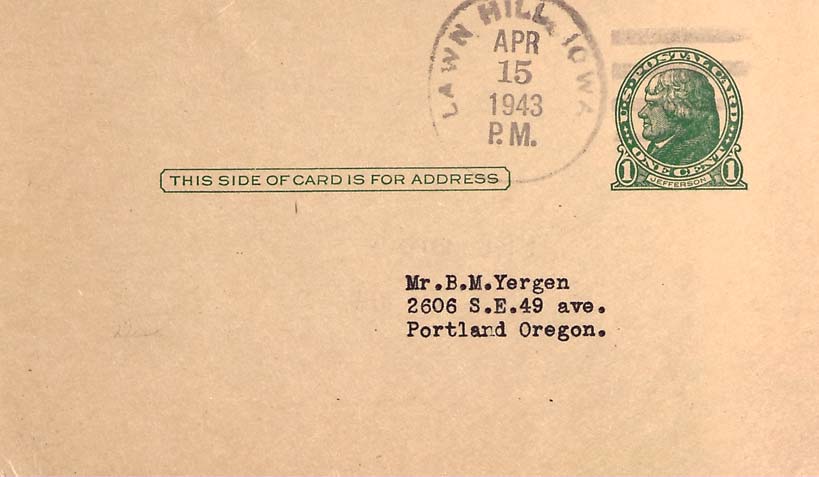 LAWN HILL, IOWA
APR
15
1943
P.M.
U.S. POSTAL CARD
ONE CENT
1 JEFFERSON 1
THIS SIDE OF CARD IS FOR ADDRESS
Mr.B.M.Yergen
2606 S.E.49 ave.
Portland Oregon.